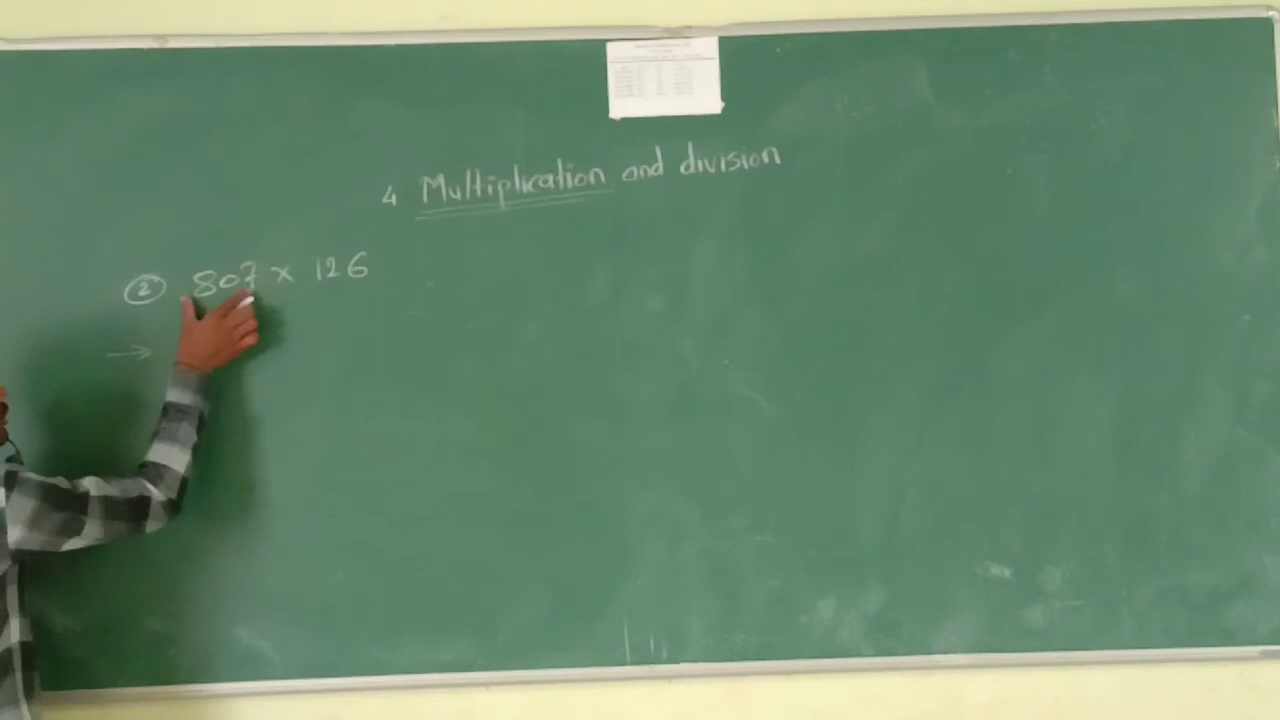 4 Multiplication and division
② 807 x 126
→